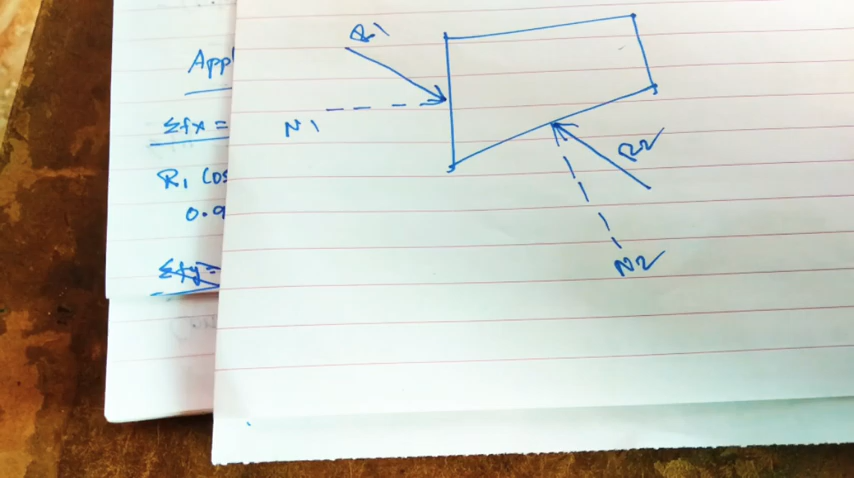 R1
N1
R2
N2
App
Σfx =
R1 cos
0.9
Σfy=